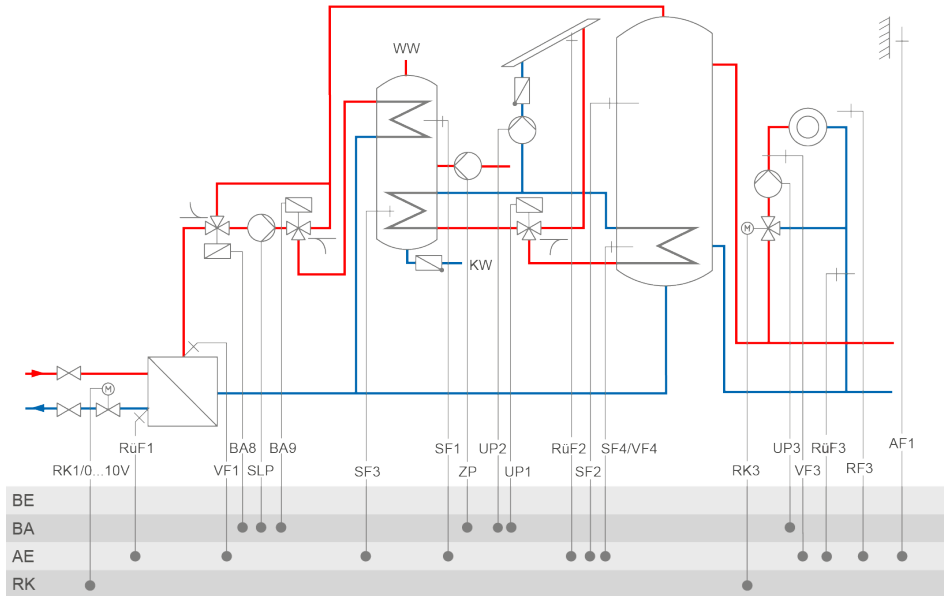 WW
KW
M
M
RüF1
BA8
BA9
SF1
UP2
RüF2
SF4/VF4
UP3
RüF3
AF1
RK1/0...10V
VF1
SLP
SF3
ZP
UP1
SF2
RK3
VF3
RF3
BE
BA
AE
RK